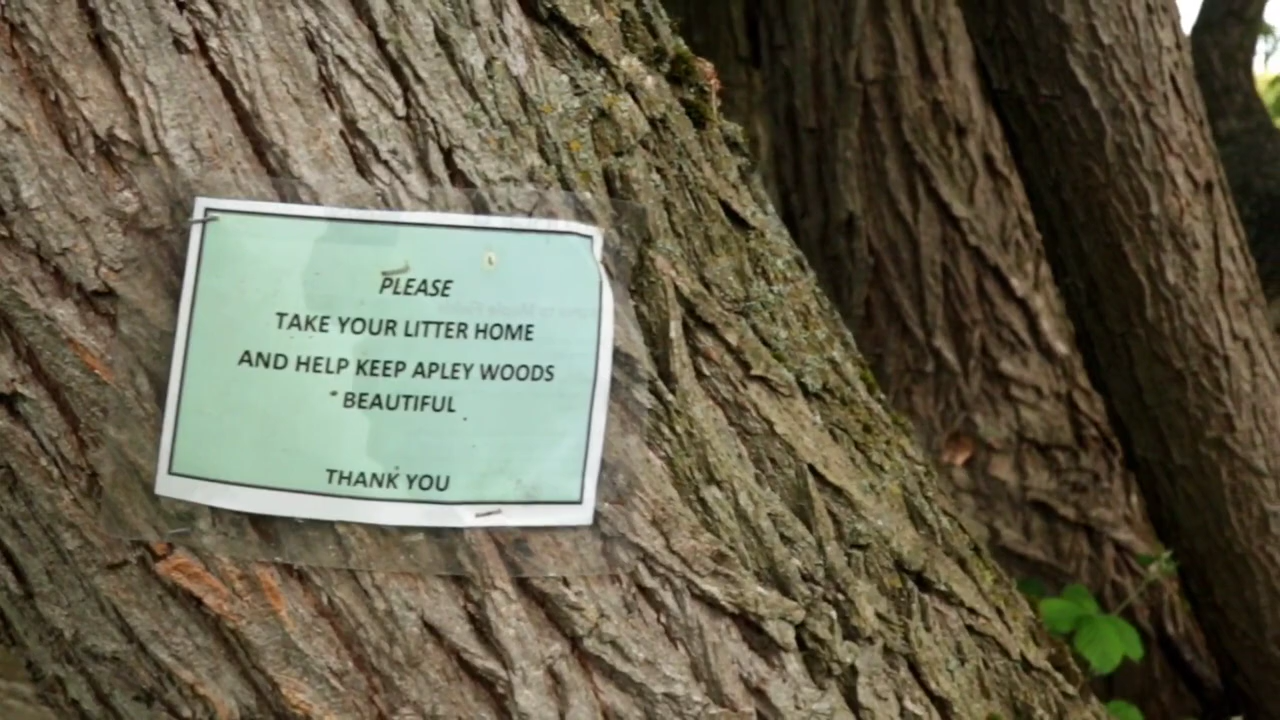 PLEASE
TAKE YOUR LITTER HOME
AND HELP KEEP APLEY WOODS
BEAUTIFUL
THANK YOU